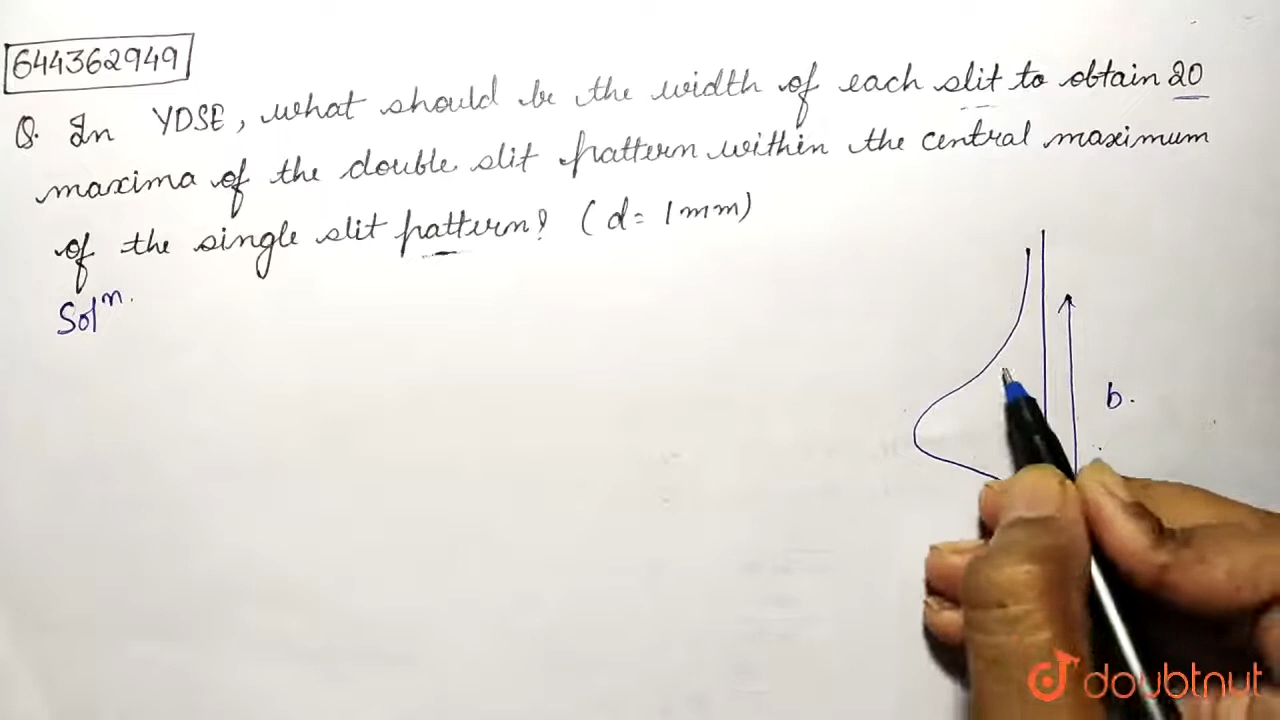 644362949
Q. In YDSE, what should be the width of each slit to obtain 20
maxima of the double slit pattern within the central maximum
of the single slit pattern? (d = 1mm)
Solⁿ.
b.
doubtnut